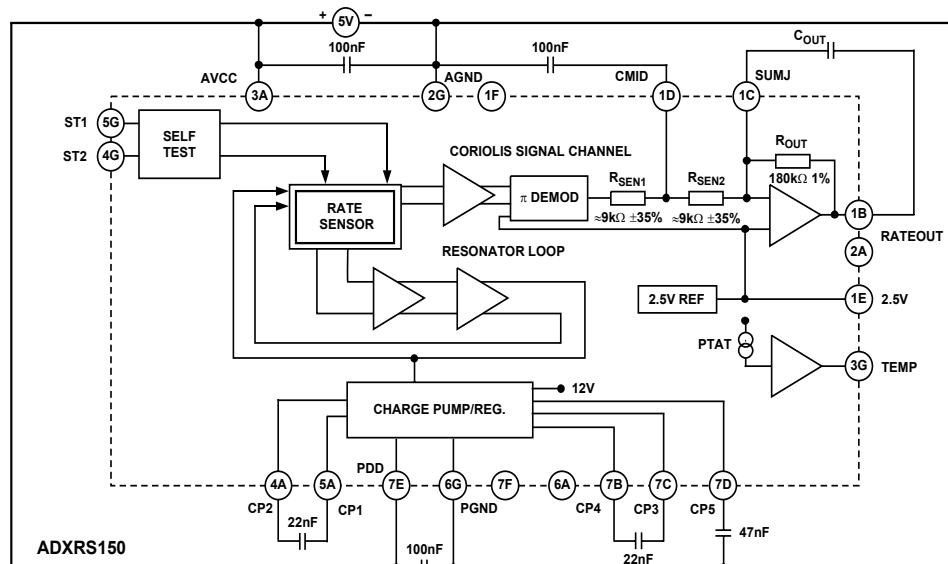 + 5V −
100nF
100nF
COUT
AVCC
AGND
CMID
SUMJ
3A
2G
1F
1D
1C
ST1
5G
ST2
4G
SELF
TEST
CORIOLIS SIGNAL CHANNEL
ROUT
180kΩ 1%
RSEN1
RSEN2
π DEMOD
≈9kΩ ±35%
≈9kΩ ±35%
RATE
SENSOR
1B
RATEOUT
2A
RESONATOR LOOP
2.5V REF
1E
2.5V
PTAT
3G
TEMP
12V
CHARGE PUMP/REG.
PDD
4A
5A
7E
6G
7F
6A
7B
7C
7D
CP2
CP1
PGND
CP4
CP3
CP5
22nF
47nF
100nF
22nF
ADXRS150